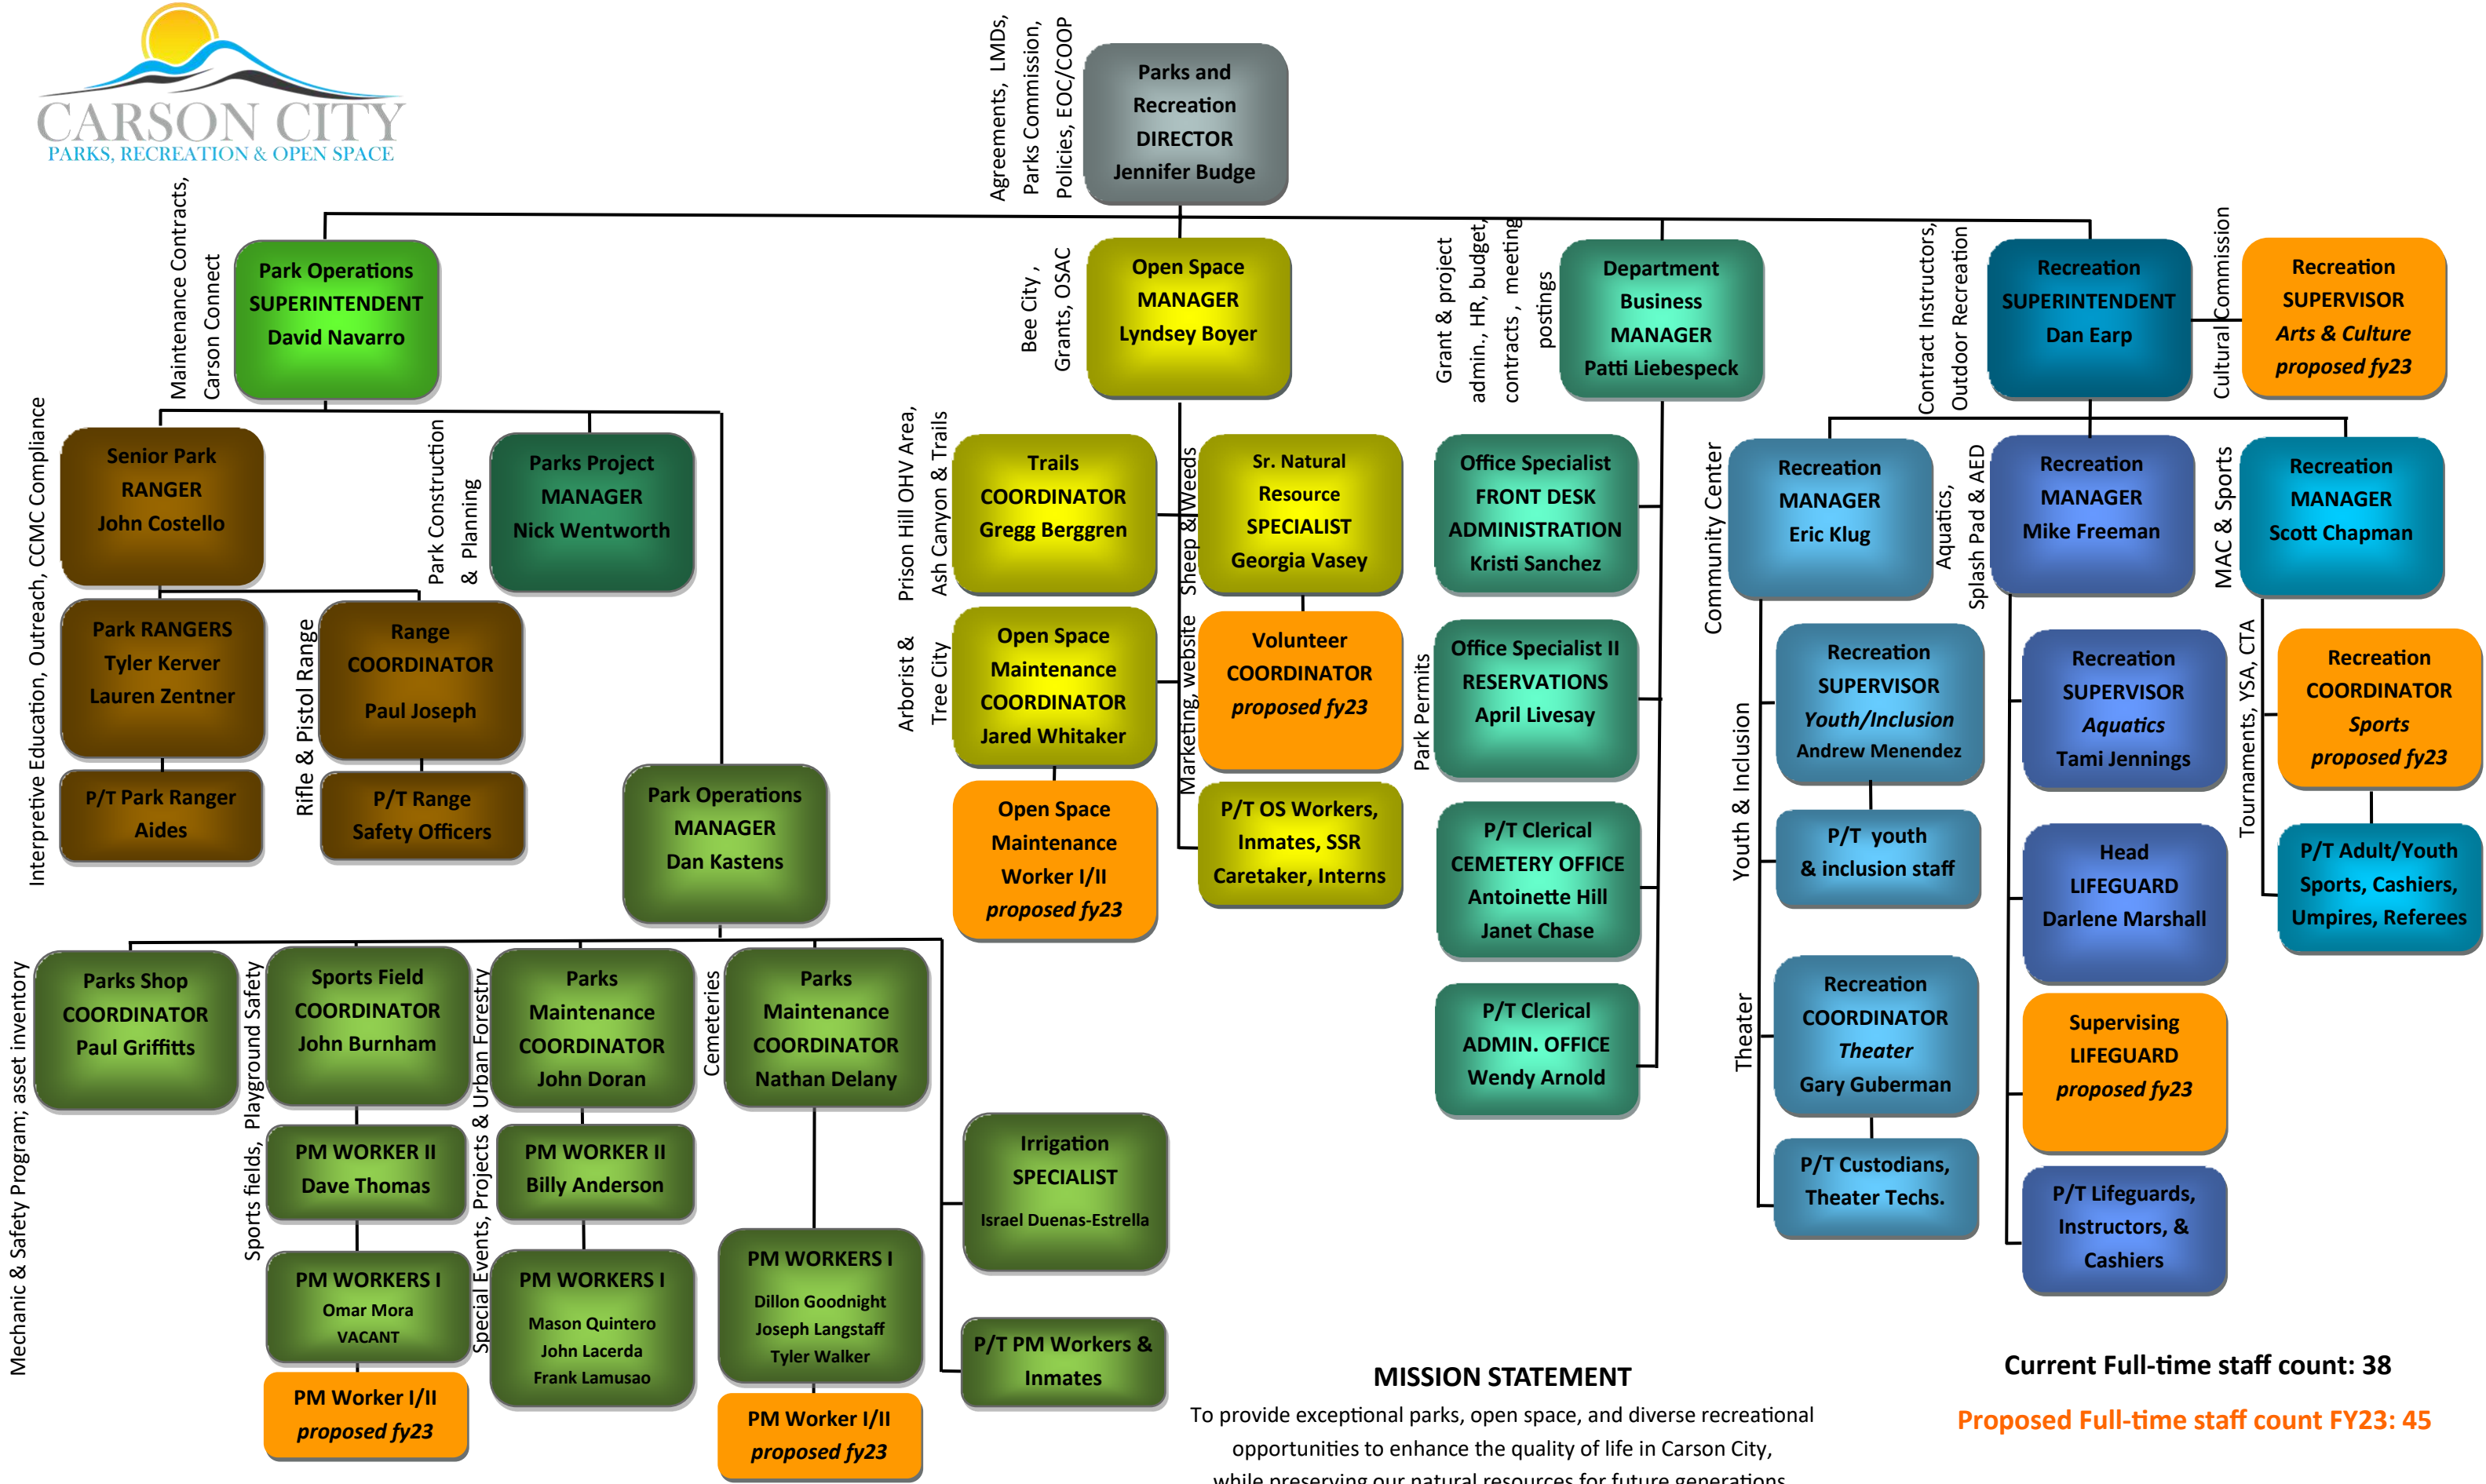 CARSON CITY
PARKS, RECREATION & OPEN SPACE
Agreements, LMDs,
Parks Commission,
Policies, EOC/COOP
Parks and
Recreation
DIRECTOR
Jennifer Budge
Maintenance Contracts,
Carson Connect
Park Operations
SUPERINTENDENT
David Navarro
Bee City ,
Grants, OSAC
Open Space
MANAGER
Lyndsey Boyer
Grant & project
admin., HR, budget,
contracts , meeting
postings
Department
Business
MANAGER
Patti Liebespeck
Contract Instructors,
Outdoor Recreation
Recreation
SUPERINTENDENT
Dan Earp
Cultural Commission
Recreation
SUPERVISOR
Arts & Culture
proposed fy23
Interpretive Education, Outreach, CCMC Compliance
Senior Park
RANGER
John Costello
Park Construction
& Planning
Parks Project
MANAGER
Nick Wentworth
Park RANGERS
Tyler Kerver
Lauren Zentner
Rifle & Pistol Range
Range
COORDINATOR
Paul Joseph
P/T Park Ranger
Aides
P/T Range
Safety Officers
Park Operations
MANAGER
Dan Kastens
Prison Hill OHV Area,
Ash Canyon & Trails
Trails
COORDINATOR
Gregg Berggren
Sheep & Weeds
Sr. Natural
Resource
SPECIALIST
Georgia Vasey
Arborist &
Tree City
Open Space
Maintenance
COORDINATOR
Jared Whitaker
Marketing, website
Volunteer
COORDINATOR
proposed fy23
Open Space
Maintenance
Worker I/II
proposed fy23
P/T OS Workers,
Inmates, SSR
Caretaker, Interns
Office Specialist
FRONT DESK
ADMINISTRATION
Kristi Sanchez
Park Permits
Office Specialist II
RESERVATIONS
April Livesay
P/T Clerical
CEMETERY OFFICE
Antoinette Hill
Janet Chase
P/T Clerical
ADMIN. OFFICE
Wendy Arnold
Community Center
Recreation
MANAGER
Eric Klug
Aquatics,
Splash Pad & AED
Recreation
MANAGER
Mike Freeman
MAC & Sports
Recreation
MANAGER
Scott Chapman
Youth & Inclusion
Recreation
SUPERVISOR
Youth/Inclusion
Andrew Menendez
P/T youth
& inclusion staff
Theater
Recreation
COORDINATOR
Theater
Gary Guberman
P/T Custodians,
Theater Techs.
Recreation
SUPERVISOR
Aquatics
Tami Jennings
Head
LIFEGUARD
Darlene Marshall
Supervising
LIFEGUARD
proposed fy23
P/T Lifeguards,
Instructors, &
Cashiers
Tournaments, YSA, CTA
Recreation
COORDINATOR
Sports
proposed fy23
P/T Adult/Youth
Sports, Cashiers,
Umpires, Referees
Mechanic & Safety Program; asset inventory
Parks Shop
COORDINATOR
Paul Griffitts
Sports fields, Playground Safety
Sports Field
COORDINATOR
John Burnham
PM WORKER II
Dave Thomas
PM WORKERS I
Omar Mora
VACANT
PM Worker I/II
proposed fy23
Special Events, Projects & Urban Forestry
Parks
Maintenance
COORDINATOR
John Doran
PM WORKER II
Billy Anderson
PM WORKERS I
Mason Quintero
John Lacerda
Frank Lamusao
Cemeteries
Parks
Maintenance
COORDINATOR
Nathan Delany
PM WORKERS I
Dillon Goodnight
Joseph Langstaff
Tyler Walker
PM Worker I/II
proposed fy23
Irrigation
SPECIALIST
Israel Duenas-Estrella
P/T PM Workers &
Inmates
MISSION STATEMENT
To provide exceptional parks, open space, and diverse recreational
opportunities to enhance the quality of life in Carson City,
while preserving our natural resources for future generations
Current Full-time staff count: 38
Proposed Full-time staff count FY23: 45